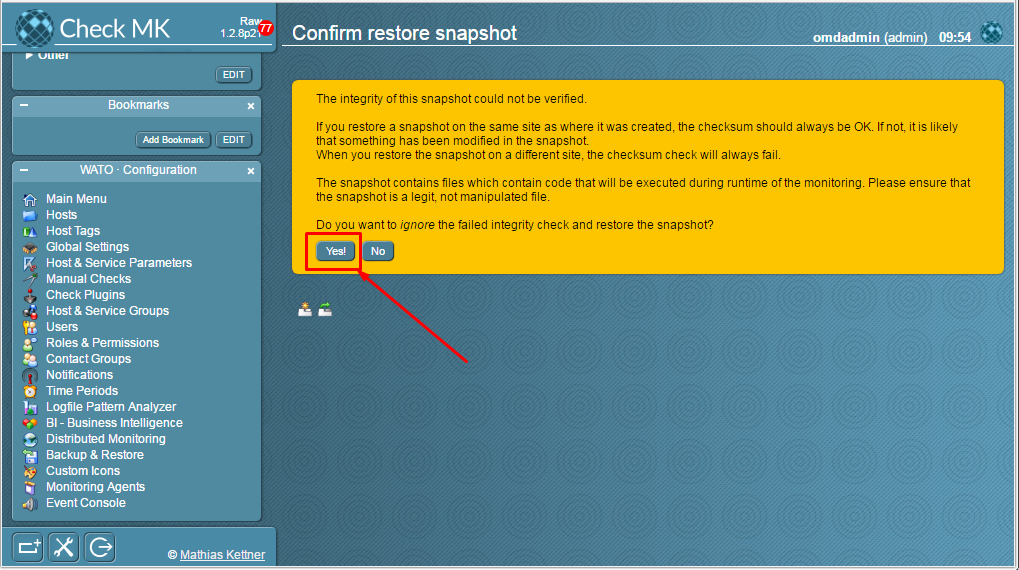 Check MK
Raw
1.2.8p21
77
Confirm restore snapshot
omdadmin (admin) 09:54
Other
EDIT
Bookmarks
Add Bookmark
EDIT
WATO · Configuration
Main Menu
Hosts
Host Tags
Global Settings
Host & Service Parameters
Manual Checks
Check Plugins
Host & Service Groups
Users
Roles & Permissions
Contact Groups
Notifications
Time Periods
Logfile Pattern Analyzer
BI - Business Intelligence
Distributed Monitoring
Backup & Restore
Custom Icons
Monitoring Agents
Event Console
© Mathias Kettner
The integrity of this snapshot could not be verified.
If you restore a snapshot on the same site as where it was created, the checksum should always be OK. If not, it is likely
that something has been modified in the snapshot.
When you restore the snapshot on a different site, the checksum check will always fail.
The snapshot contains files which contain code that will be executed during runtime of the monitoring. Please ensure that
the snapshot is a legit, not manipulated file.
Do you want to ignore the failed integrity check and restore the snapshot?
Yes!
No